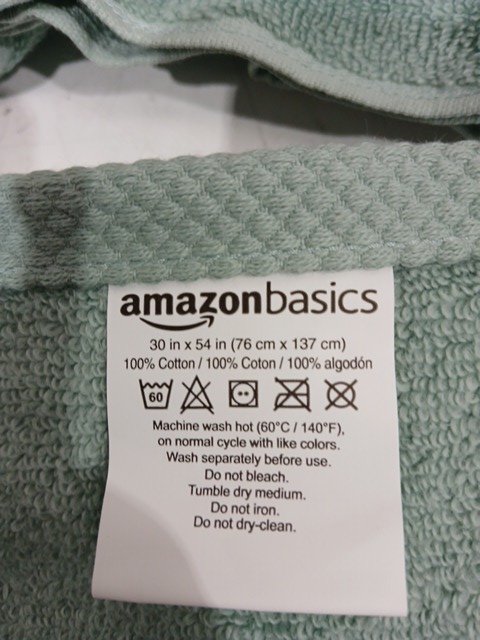 amazonbasics
30 in x 54 in (76 cm x 137 cm)
100% Cotton / 100% Coton / 100% algodón
60
Machine wash hot (60°C / 140°F),
on normal cycle with like colors.
Wash separately before use.
Do not bleach.
Tumble dry medium.
Do not iron.
Do not dry-clean.